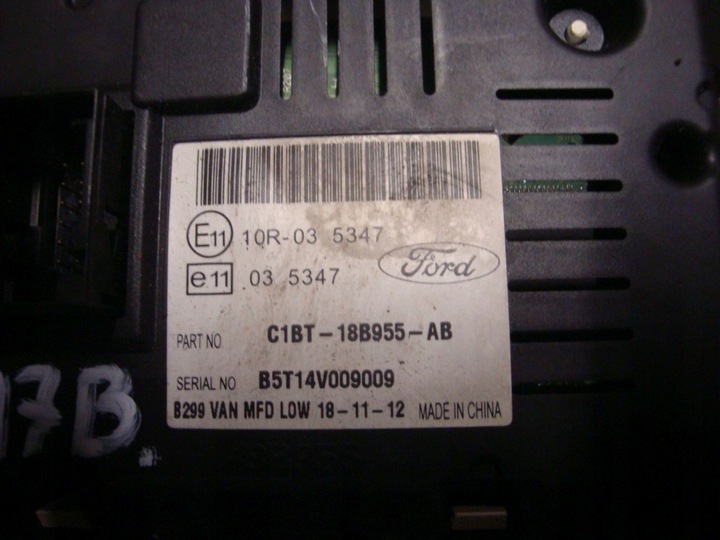 E11 10R-03 5347
Ford
e11 03 5347
PART NO C1BT-18B955-AB
SERIAL NO B5T14V009009
B299 VAN MFD LOW 18-11-12 MADE IN CHINA
17B